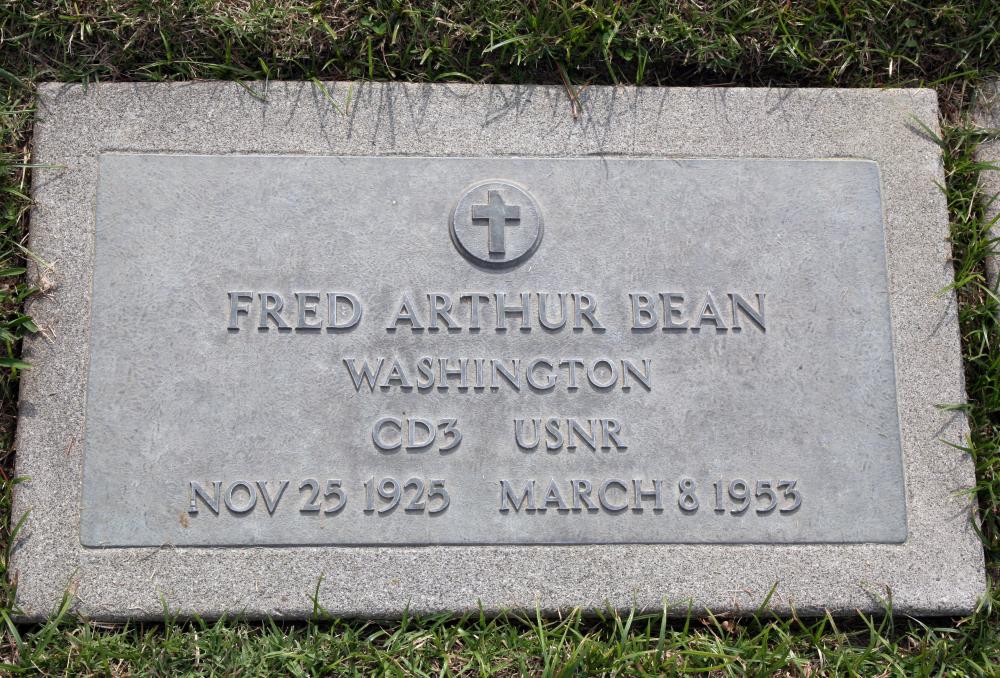 FRED ARTHUR BEAN
WASHINGTON
CD3 USNR
NOV 25 1925 MARCH 8 1953